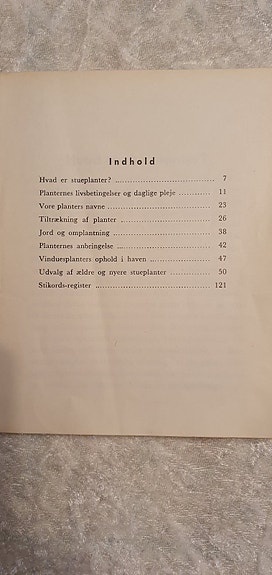 Indhold
Hvad er stueplanter? ........................... 7
Planternes livsbetingelser og daglige pleje ........... 11
Vore planters navne ........................... 23
Tiltrækning af planter ........................... 26
Jord og omplantning ........................... 38
Planternes anbringelse ........................... 42
Vinduesplanters ophold i haven ..................... 47
Udvalg af ældre og nyere stueplanter .............. 50
Stikords-register ................................. 121